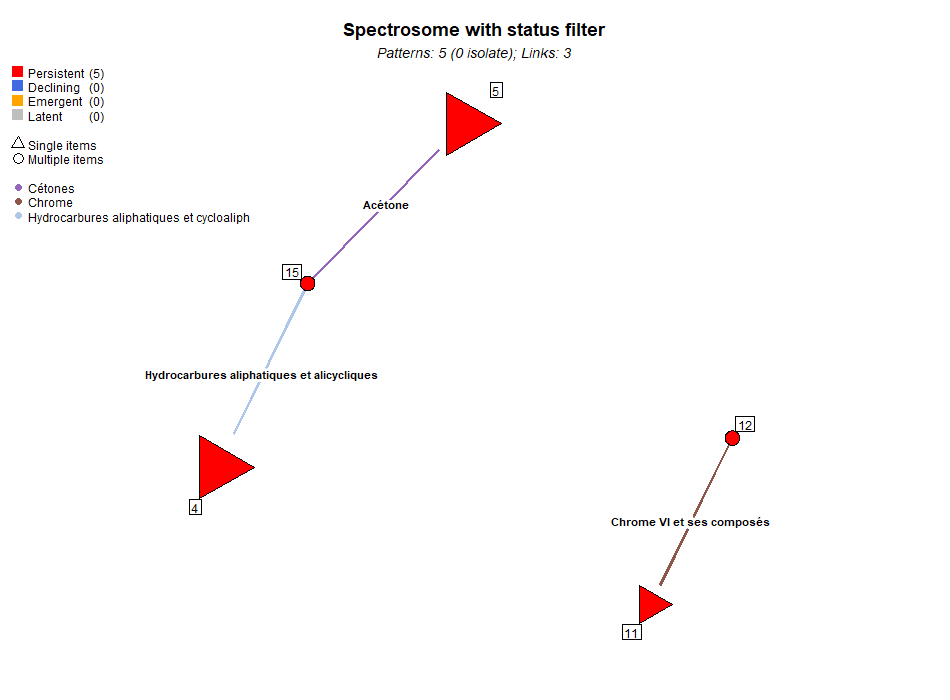 Spectrosome with status filter
Patterns: 5 (0 isolate); Links: 3
Persistent (5)
Declining (0)
Emergent (0)
Latent (0)
Single items
Multiple items
Cétones
Chrome
Hydrocarbures aliphatiques et cycloaliph
5
Acétone
15
Hydrocarbures aliphatiques et alicycliques
4
12
Chrome VI et ses composés
11